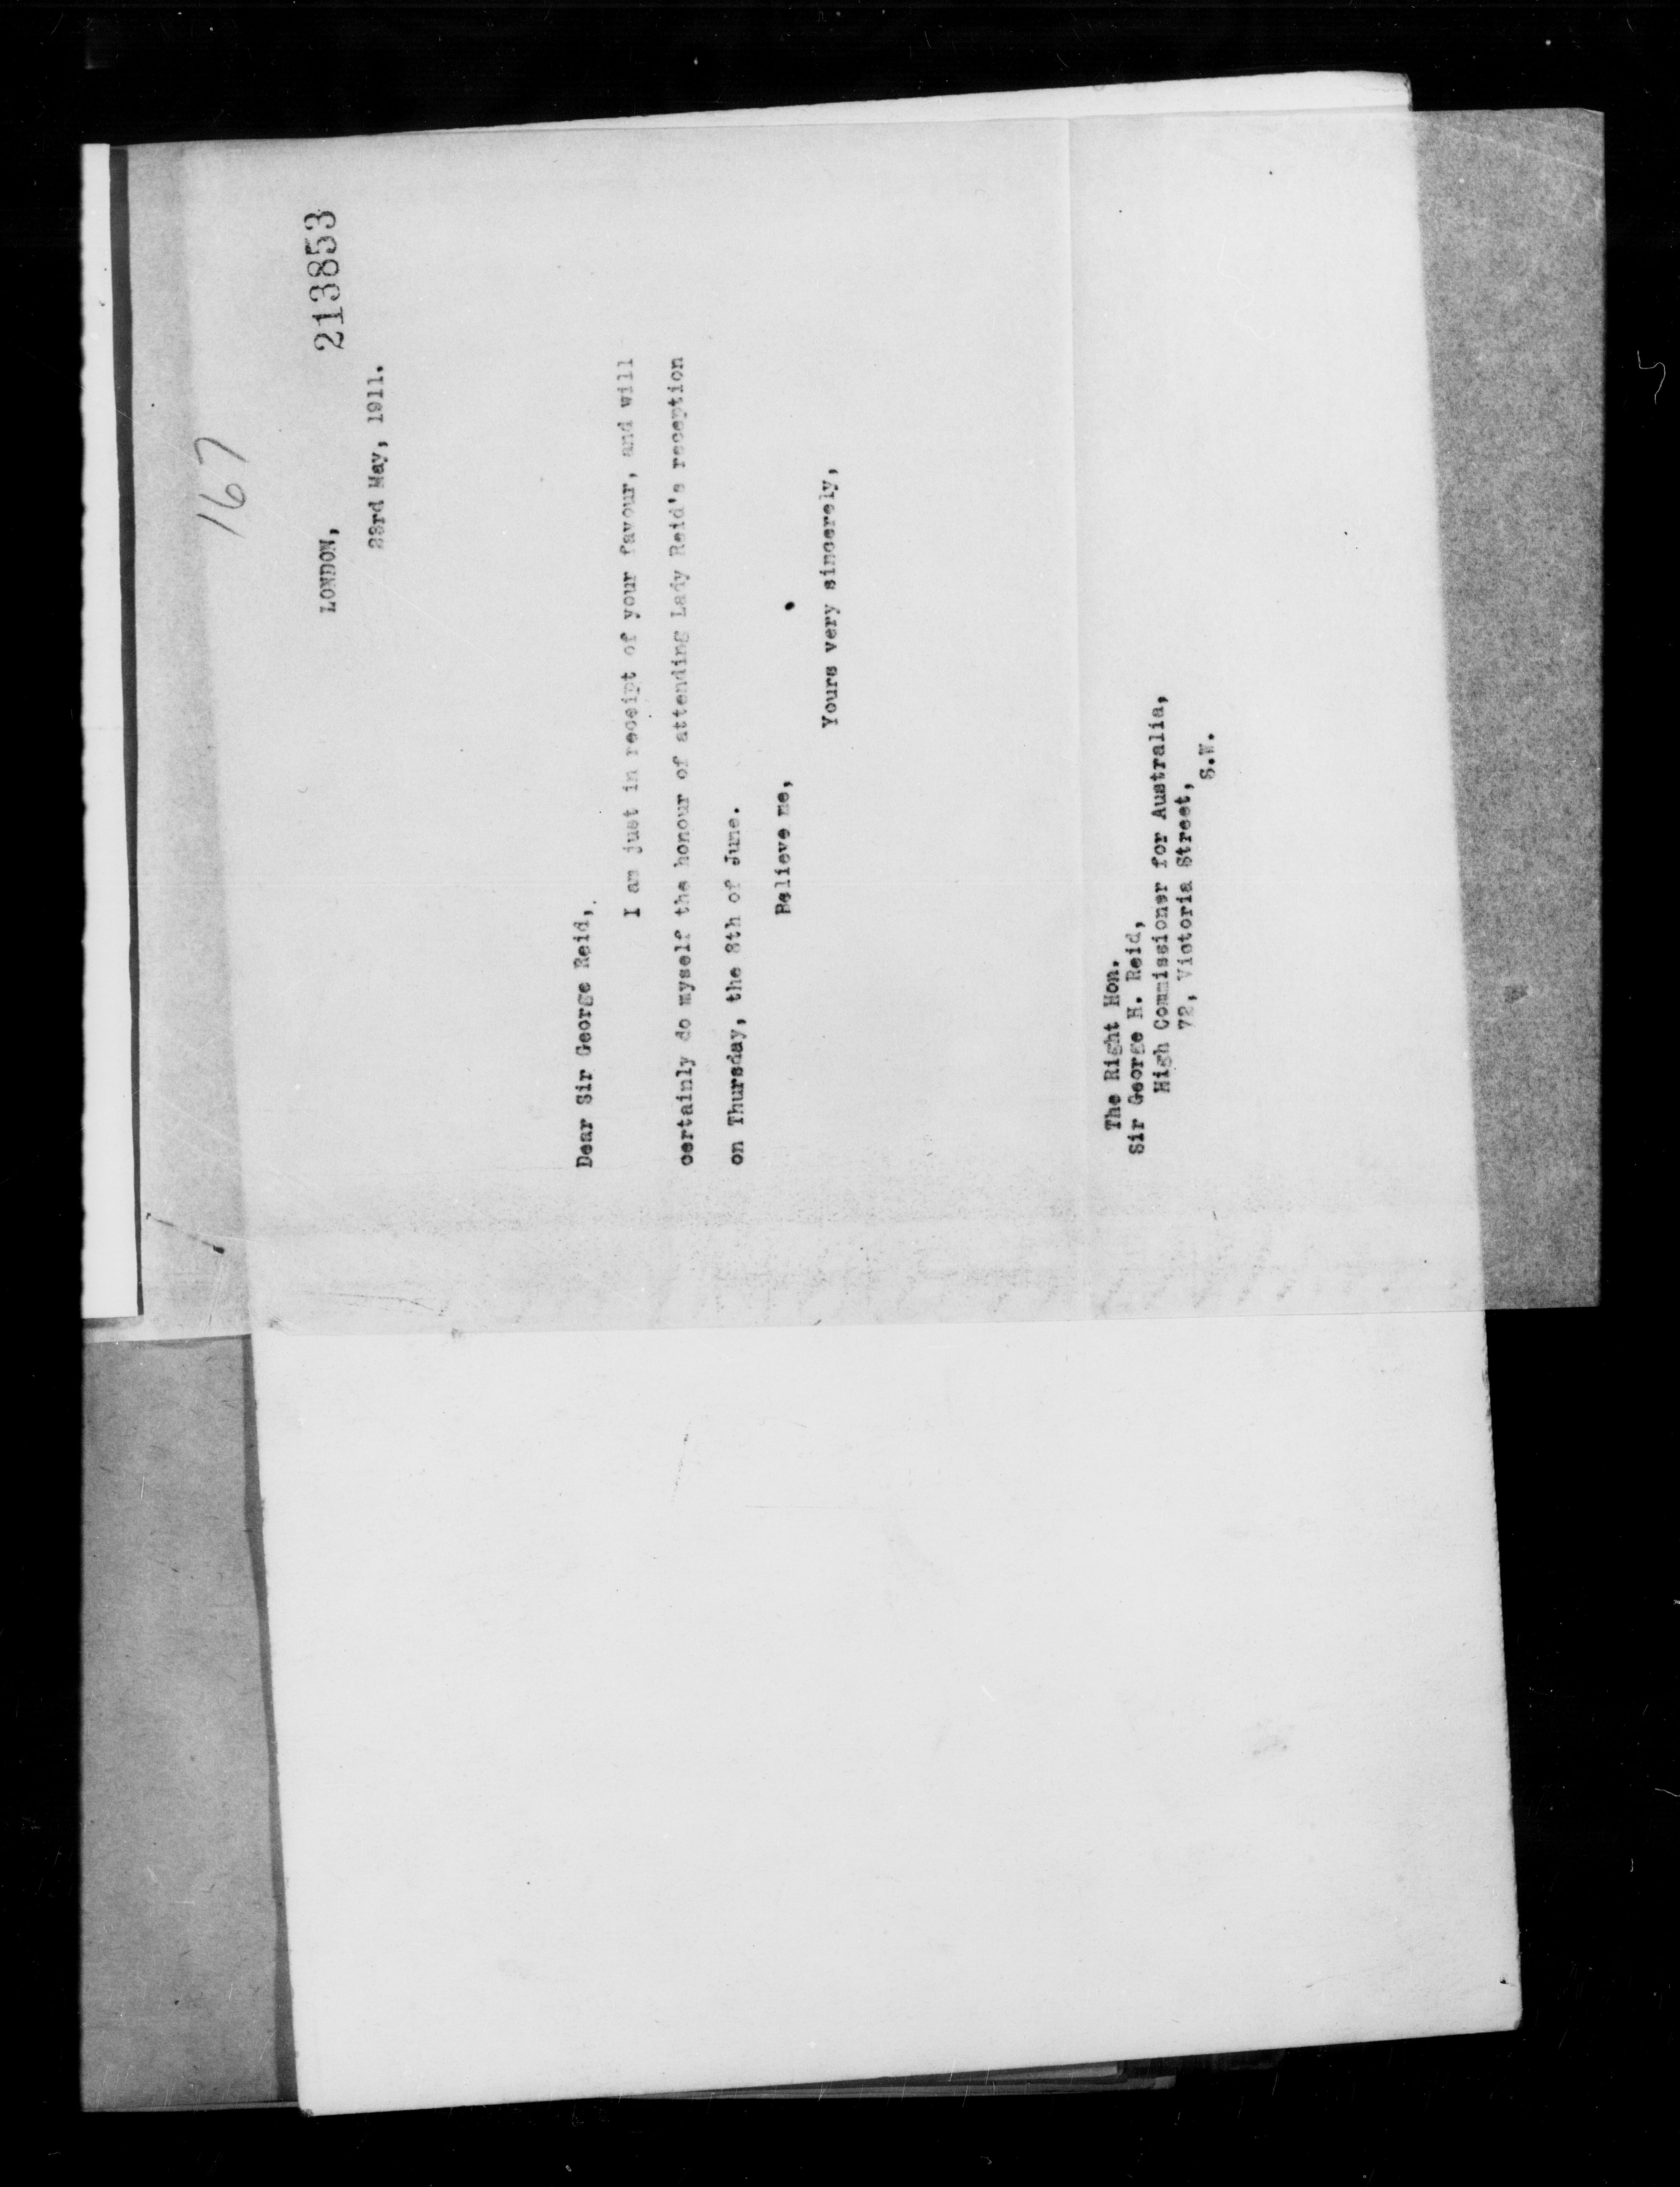 167
LONDON, 213853
23rd May, 1911.
Dear Sir George Reid,
I am just in receipt of your favour, and will
certainly do myself the honour of attending Lady Reid's reception
on Thursday, the 8th of June.
Believe me,
Yours very sincerely,
The Right Hon.
Sir George H. Reid,
High Commissioner for Australia,
72, Victoria Street,
S.W.